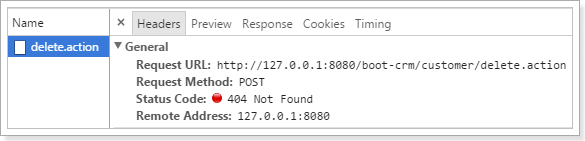 Name
× Headers Preview Response Cookies Timing
delete.action
▼ General
Request URL: http://127.0.0.1:8080/boot-crm/customer/delete.action
Request Method: POST
Status Code: 404 Not Found
Remote Address: 127.0.0.1:8080